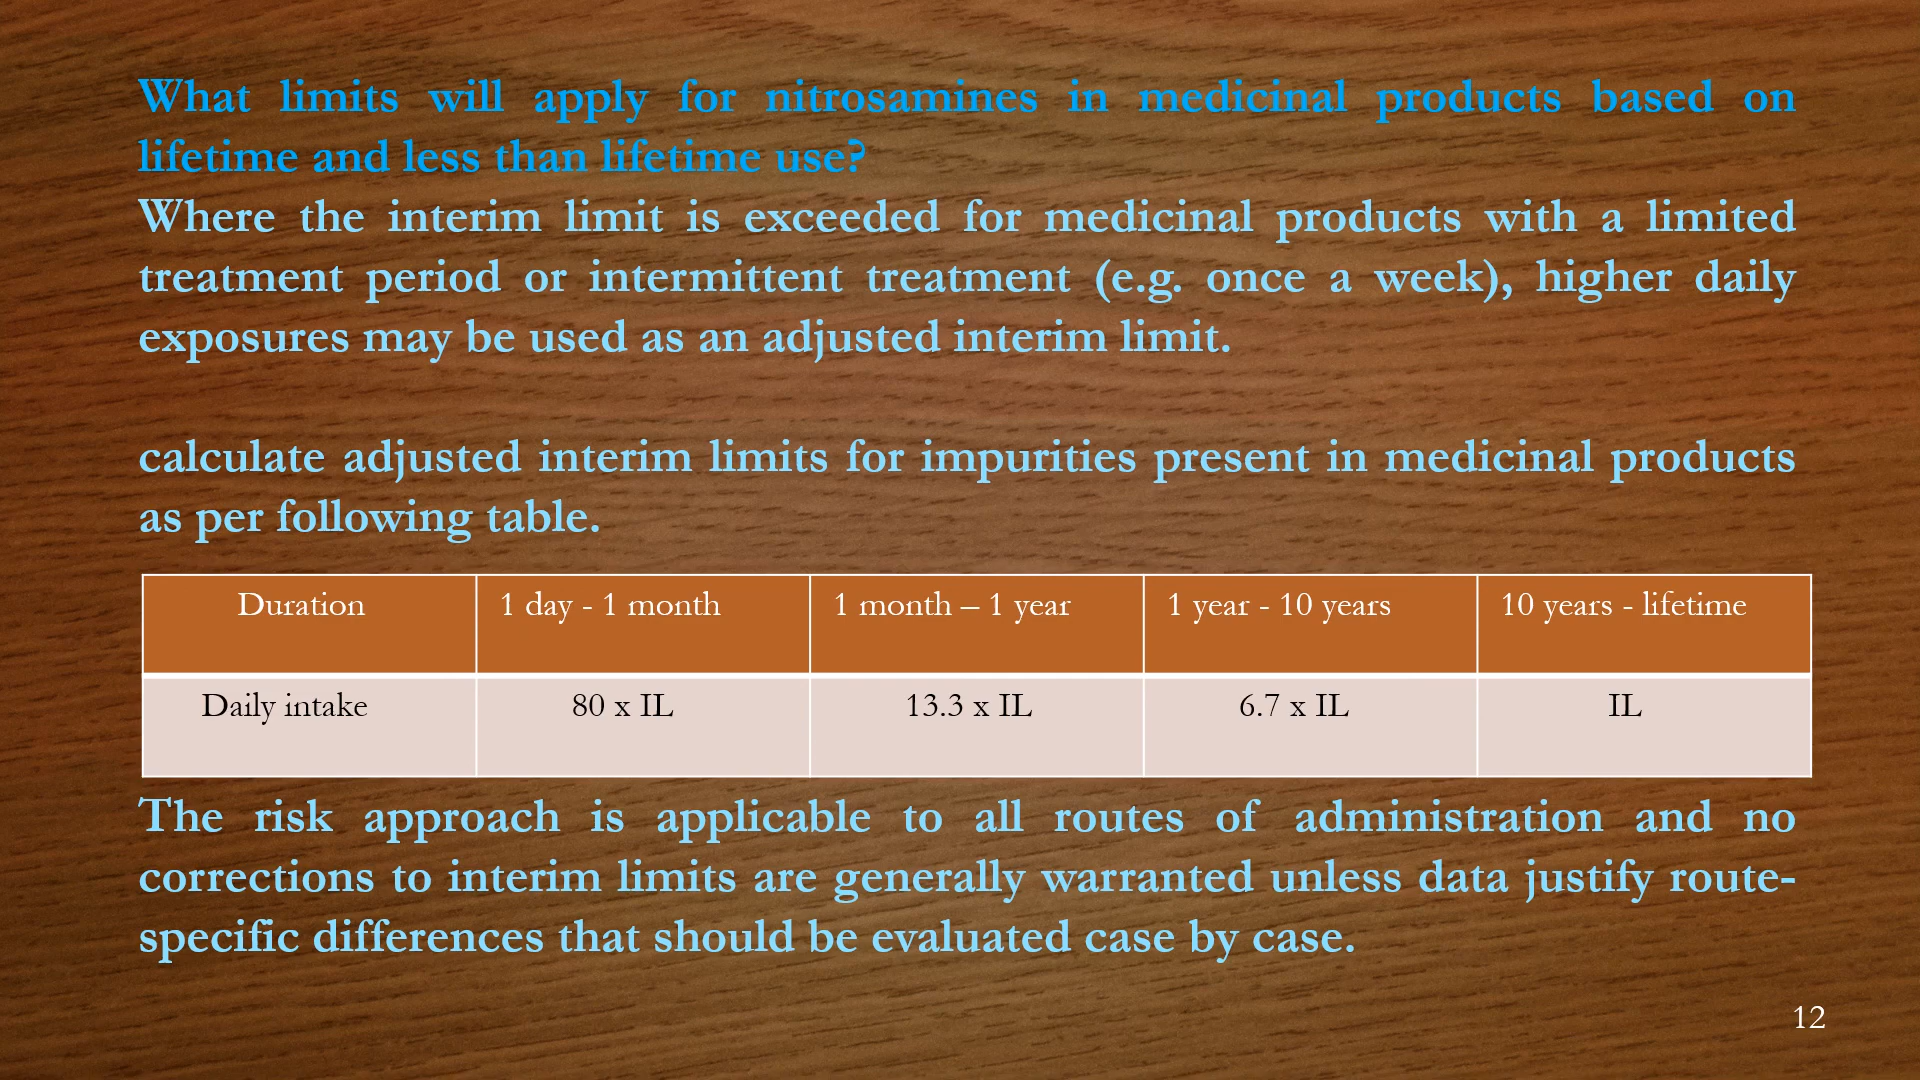 What limits will apply for nitrosamines in medicinal products based on
lifetime and less than lifetime use?
Where the interim limit is exceeded for medicinal products with a limited
treatment period or intermittent treatment (e.g. once a week), higher daily
exposures may be used as an adjusted interim limit.
calculate adjusted interim limits for impurities present in medicinal products
as per following table.
Duration 1 day - 1 month 1 month – 1 year 1 year - 10 years 10 years - lifetime
Daily intake 80 x IL 13.3 x IL 6.7 x IL IL
The risk approach is applicable to all routes of administration and no
corrections to interim limits are generally warranted unless data justify route-
specific differences that should be evaluated case by case.
12